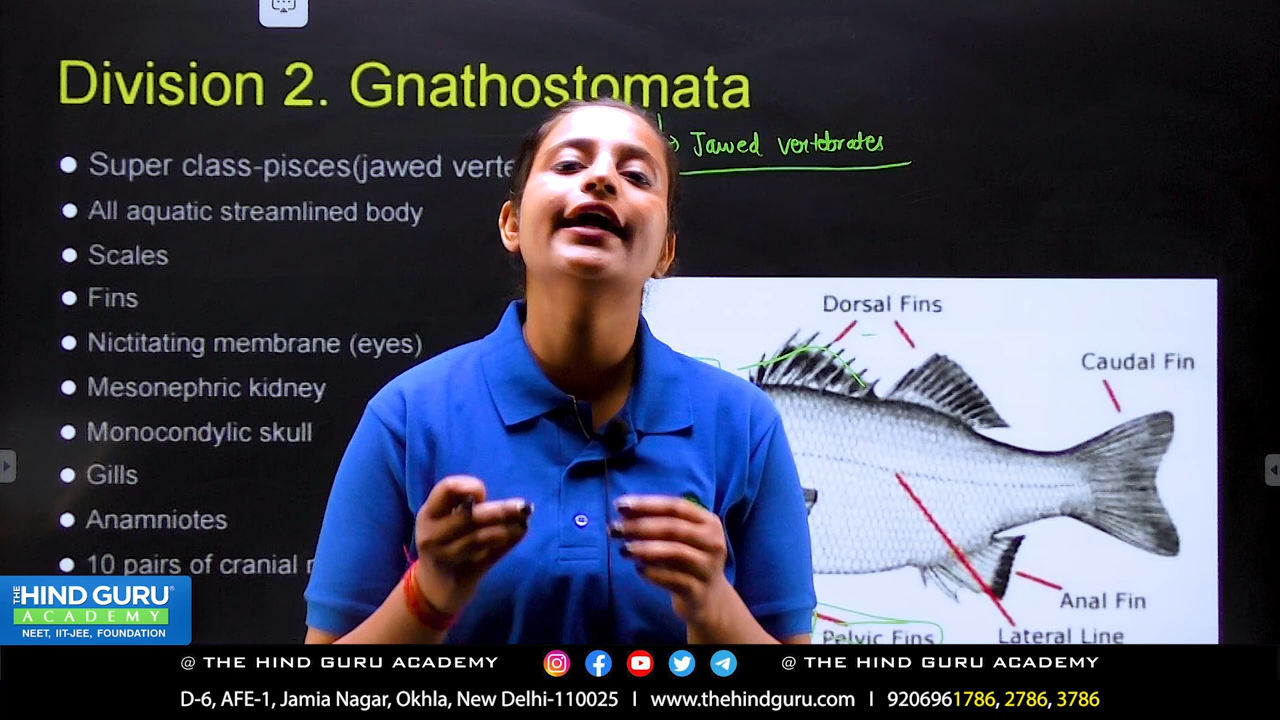 Division 2. Gnathostomata
Jawed vertebrates
Super class-pisces(jawed
All aquatic streamlined body
Scales
Fins
Nictitating membrane (eyes)
Mesonephric kidney
Monocondylic skull
Gills
Anamniotes
10 pairs of cranial
Dorsal Fins
Caudal Fin
Anal Fin
Pelvic Fins
Lateral Line
THE HIND GURU
ACADEMY
NEET, IIT-JEE, FOUNDATION
@ THE HIND GURU ACADEMY @ THE HIND GURU ACADEMY
D-6, AFE-1, Jamia Nagar, Okhla, New Delhi-110025 | www.thehindguru.com | 9206961786, 2786, 3786